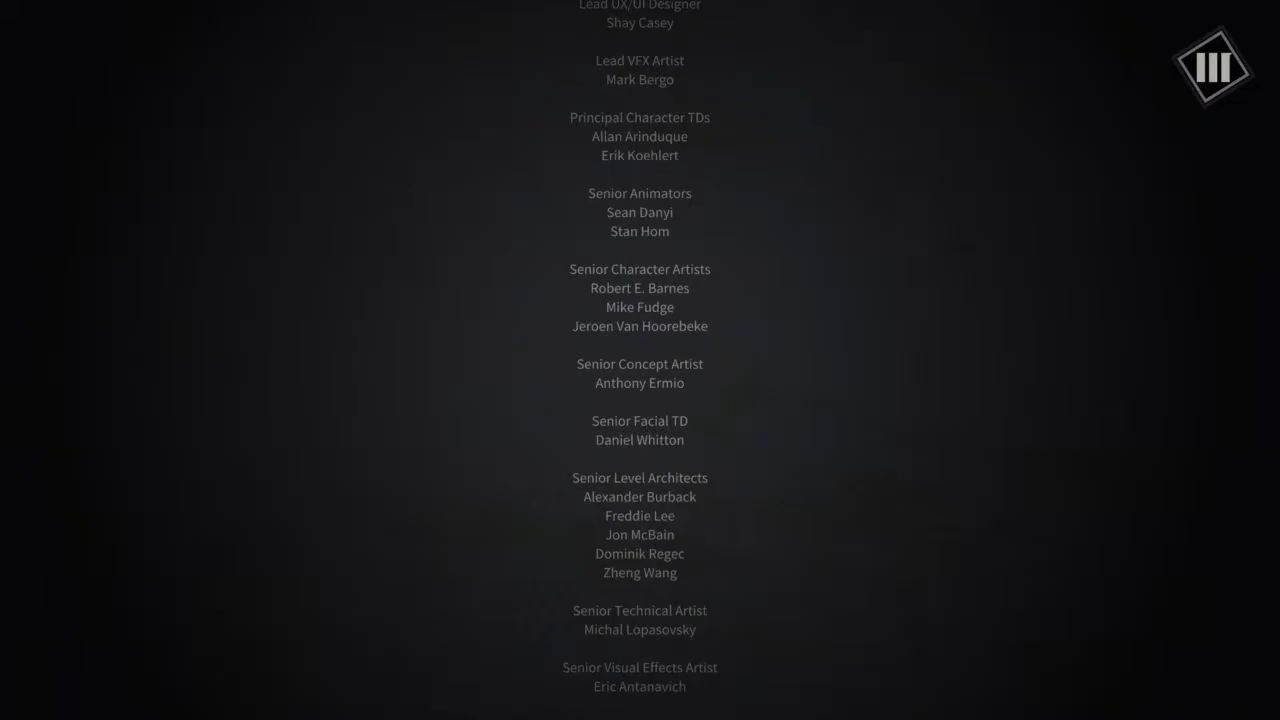 Lead UX/UI Designer
Shay Casey
Lead VFX Artist
Mark Bergo
Principal Character TDs
Allan Arinduque
Erik Koehlert
Senior Animators
Sean Danyi
Stan Hom
Senior Character Artists
Robert E. Barnes
Mike Fudge
Jeroen Van Hoorebeke
Senior Concept Artist
Anthony Ermio
Senior Facial TD
Daniel Whitton
Senior Level Architects
Alexander Burback
Freddie Lee
Jon McBain
Dominik Regec
Zheng Wang
Senior Technical Artist
Michal Lopasovsky
Senior Visual Effects Artist
Eric Antanavich
III